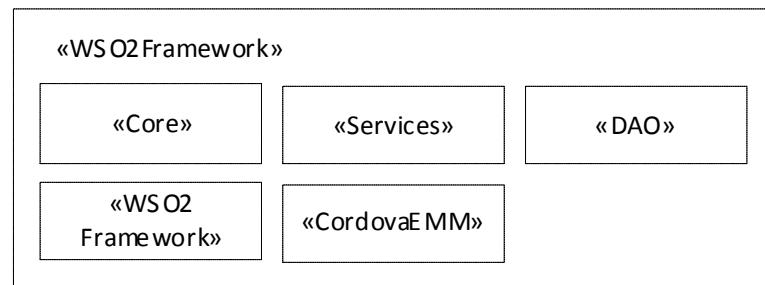 «WSO2Framework»
«Core»
«Services»
«DAO»
«WSO2
Framework»
«CordovaEMM»